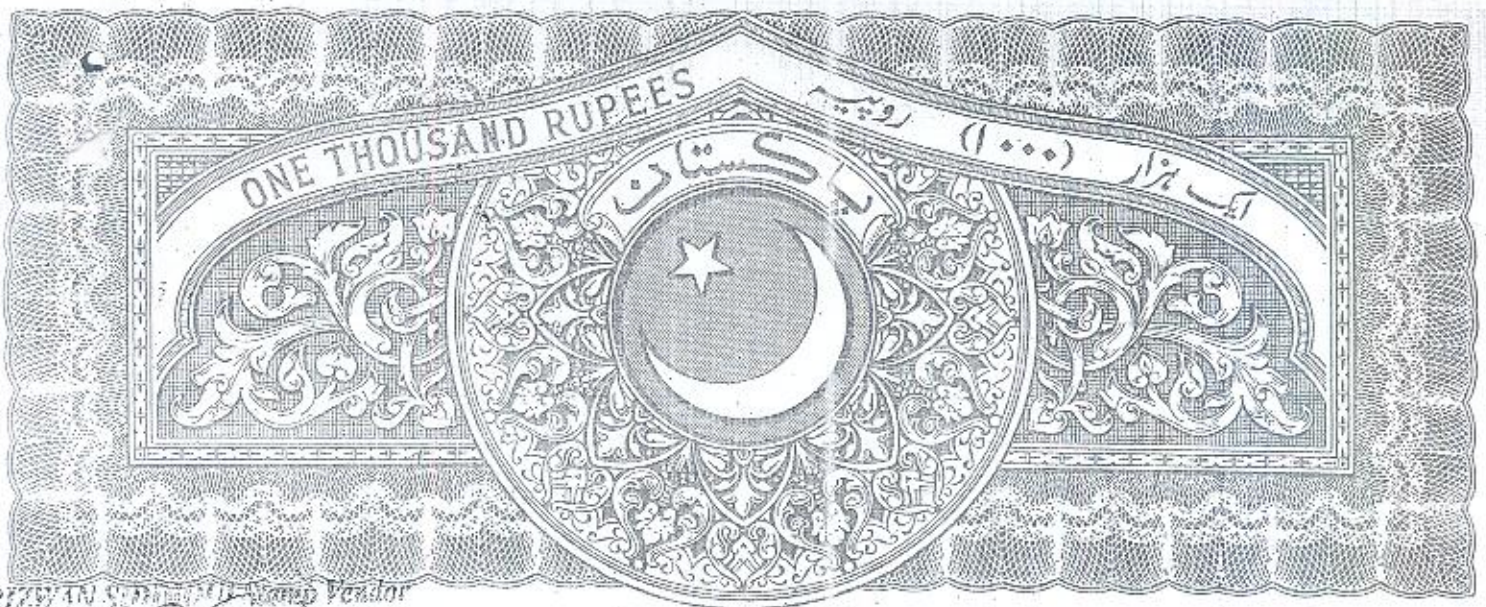 ONE THOUSAND RUPEES
ایک ہزار (۱۰۰۰) روپیہ
پاکستان
Stamp Vendor